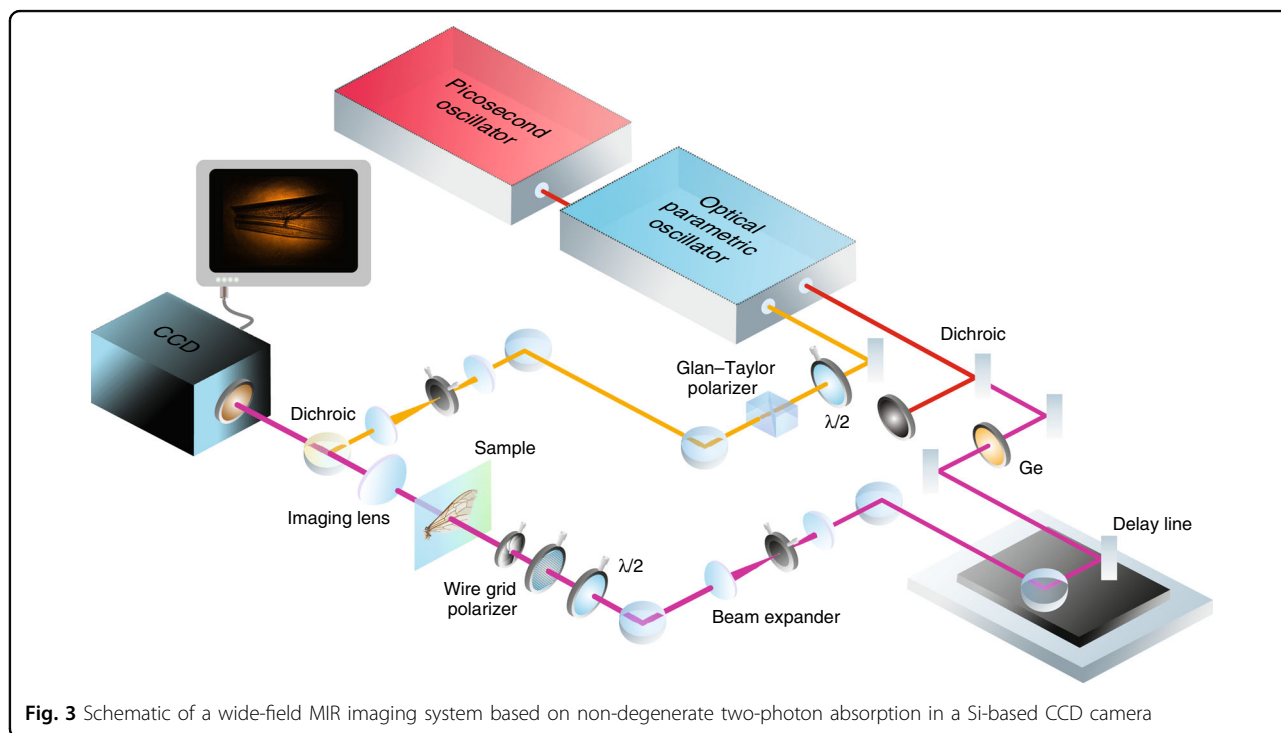 Picosecond
oscillator
Optical
parametric
oscillator
CCD
Dichroic
Glan–Taylor
polarizer
λ/2
Ge
Dichroic
Sample
Imaging lens
Delay line
λ/2
Wire grid
polarizer
Beam expander
Fig. 3 Schematic of a wide-field MIR imaging system based on non-degenerate two-photon absorption in a Si-based CCD camera